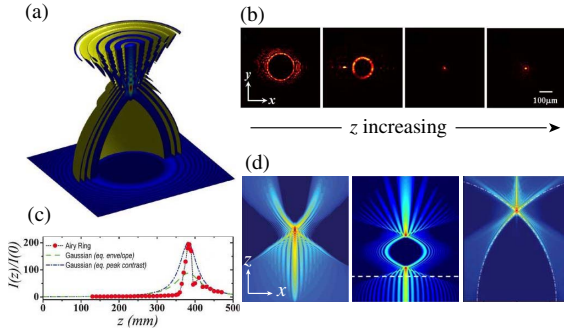 (a)
(b)
y
x
100μm
z increasing
(c)
I(z)/I(0)
200
150
100
50
0
Airy Ring
Gaussian (eq. envelope)
Gaussian (eq. peak contrast)
0 100 200 300 400 500
z (mm)
(d)
z
x